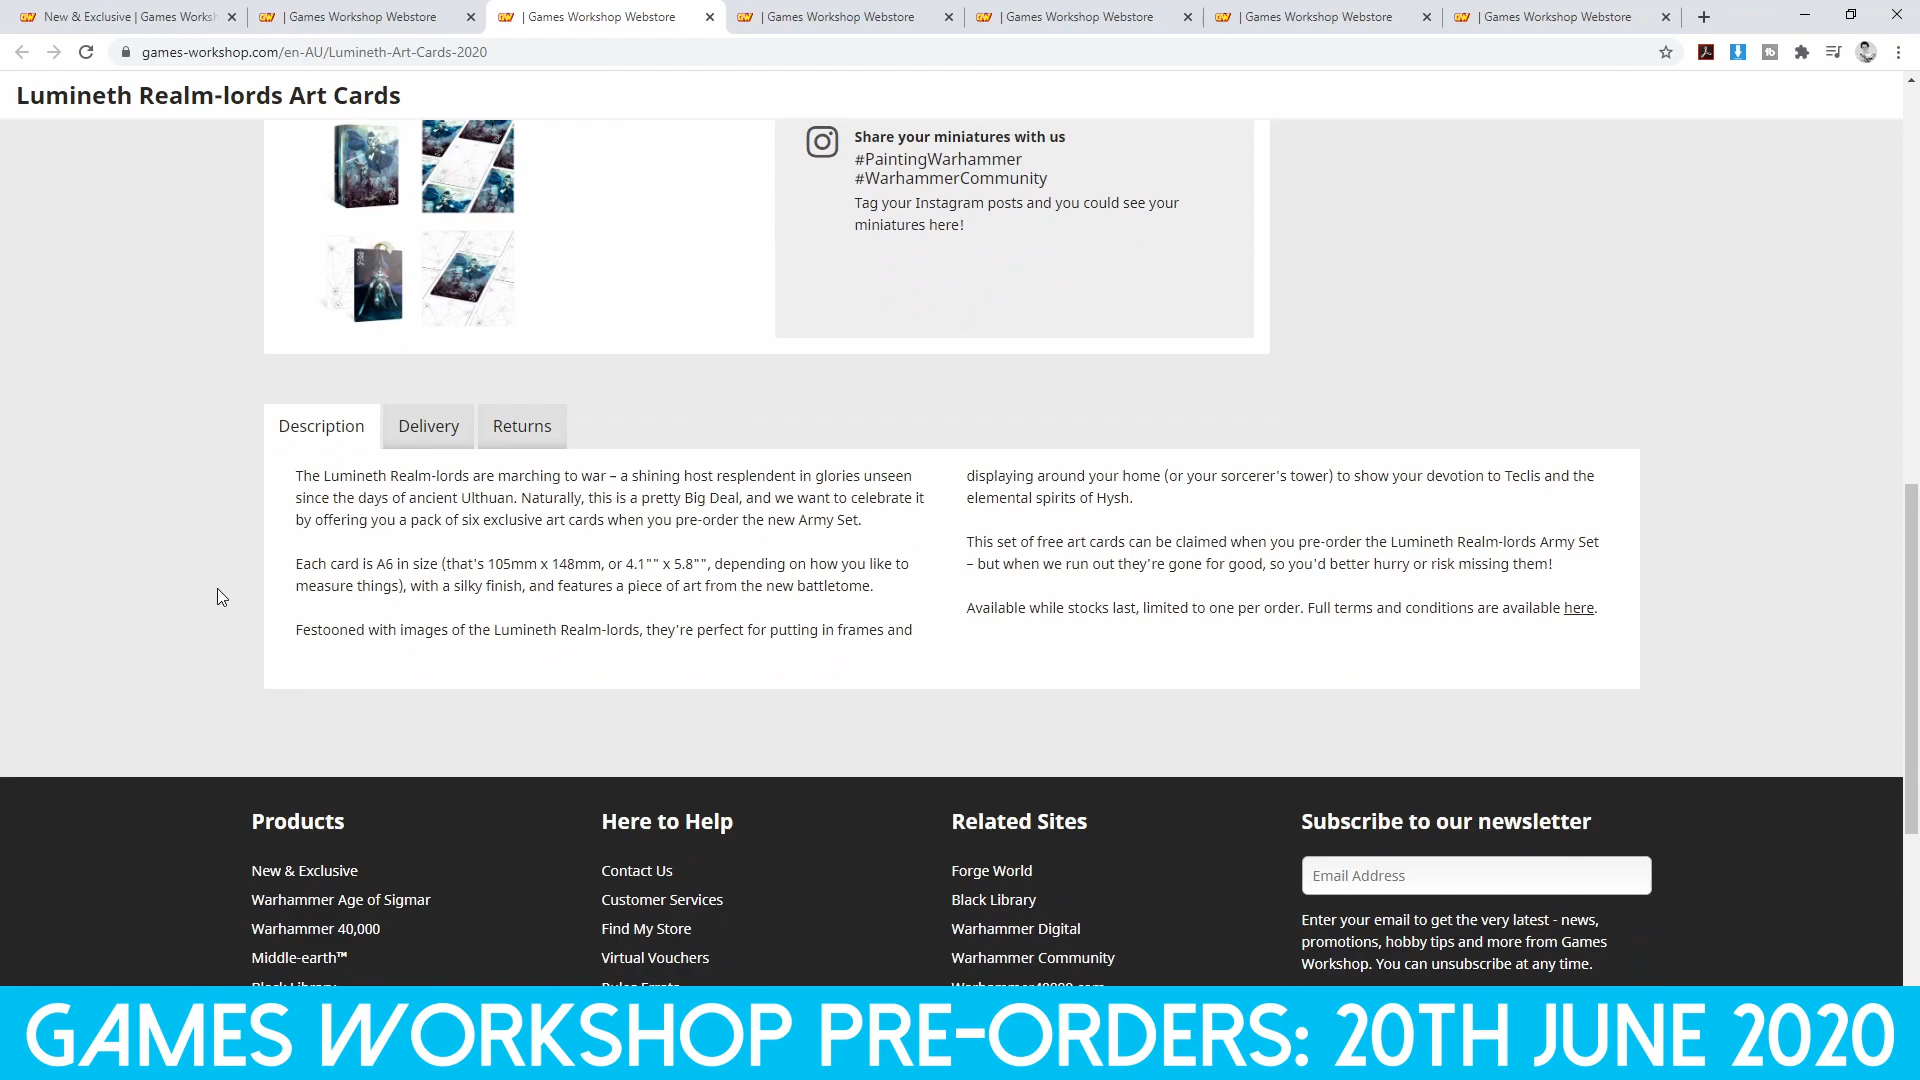 New & Exclusive | Games Worksh
| Games Workshop Webstore
| Games Workshop Webstore
| Games Workshop Webstore
| Games Workshop Webstore
| Games Workshop Webstore
| Games Workshop Webstore
games-workshop.com/en-AU/Lumineth-Art-Cards-2020
Lumineth Realm-lords Art Cards
Share your miniatures with us
#PaintingWarhammer
#WarhammerCommunity
Tag your Instagram posts and you could see your
miniatures here!
Description
Delivery
Returns
The Lumineth Realm-lords are marching to war – a shining host resplendent in glories unseen
since the days of ancient Ulthuan. Naturally, this is a pretty Big Deal, and we want to celebrate it
by offering you a pack of six exclusive art cards when you pre-order the new Army Set.
Each card is A6 in size (that's 105mm x 148mm, or 4.1"" x 5.8"", depending on how you like to
measure things), with a silky finish, and features a piece of art from the new battletome.
Festooned with images of the Lumineth Realm-lords, they're perfect for putting in frames and
displaying around your home (or your sorcerer's tower) to show your devotion to Teclis and the
elemental spirits of Hysh.
This set of free art cards can be claimed when you pre-order the Lumineth Realm-lords Army Set
– but when we run out they're gone for good, so you'd better hurry or risk missing them!
Available while stocks last, limited to one per order. Full terms and conditions are available here.
Products
New & Exclusive
Warhammer Age of Sigmar
Warhammer 40,000
Middle-earth™
Black Library
Here to Help
Contact Us
Customer Services
Find My Store
Virtual Vouchers
Rules Errata
Related Sites
Forge World
Black Library
Warhammer Digital
Warhammer Community
Warhammer40000.com
Subscribe to our newsletter
Email Address
Enter your email to get the very latest - news,
promotions, hobby tips and more from Games
Workshop. You can unsubscribe at any time.
GAMES WORKSHOP PRE-ORDERS: 20TH JUNE 2020